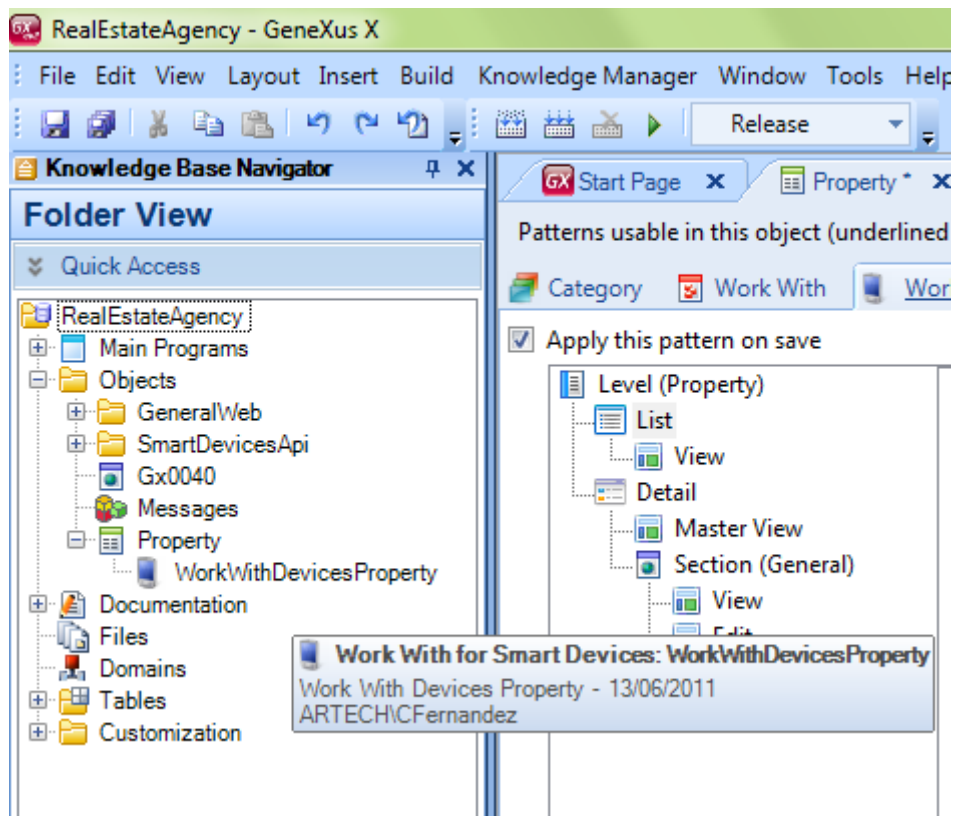 RealEstateAgency - GeneXus X
File Edit View Layout Insert Build Knowledge Manager Window Tools Help
Release
Knowledge Base Navigator
Folder View
Quick Access
RealEstateAgency
Main Programs
Objects
GeneralWeb
SmartDevicesApi
Gx0040
Messages
Property
WorkWithDevicesProperty
Documentation
Files
Domains
Tables
Customization
Start Page
Property *
Patterns usable in this object (underlined
Category Work With Wor
Apply this pattern on save
Level (Property)
List
View
Detail
Master View
Section (General)
View
Edit
Work With for Smart Devices: WorkWithDevicesProperty
Work With Devices Property - 13/06/2011
ARTECH\CFernandez